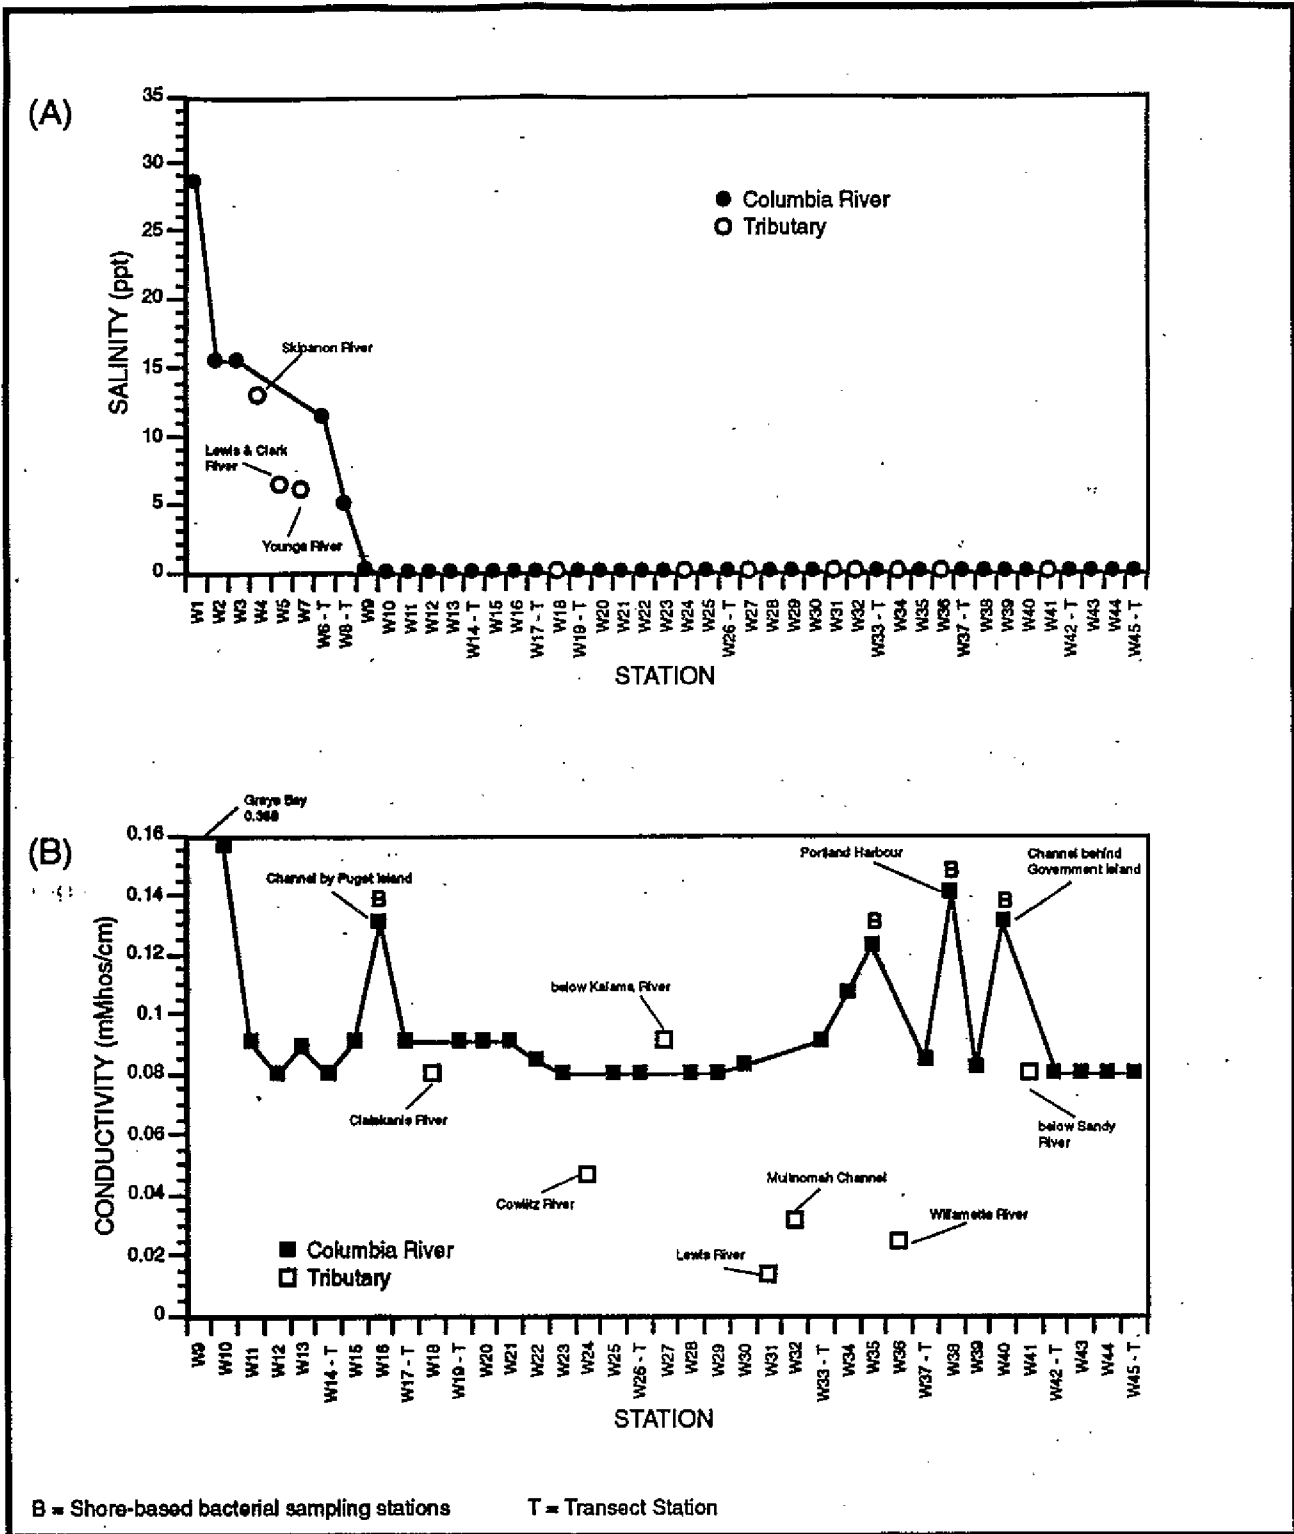 (A)
35
30
25
20
15
10
5
0
SALINITY (ppt)
Columbia River
Tributary
Skipanon River
Lewis & Clark
River
Youngs River
W1
W2
W3
W4
W5
W7
W6 - T
W8 - T
W9
W10
W11
W12
W13
W14 - T
W15
W16
W17 - T
W18
W19 - T
W20
W21
W22
W23
W24
W25
W26 - T
W27
W28
W29
W30
W31
W32
W33 - T
W34
W35
W36
W37 - T
W38
W39
W40
W41
W42 - T
W43
W44
W45 - T
STATION
(B)
Grays Bay
0.16
0.14
0.12
0.1
0.08
0.06
0.04
0.02
0
CONDUCTIVITY (mMhos/cm)
Channel by Puget Island
B
Portland Harbour
B
Channel behind
Government Island
B
B
below Kalama River
Clatskanie River
below Sandy
River
Cowlitz River
Multnomah Channel
Willamette River
Lewis River
Columbia River
Tributary
W9
W10
W11
W12
W13
W14 - T
W15
W16
W17 - T
W18
W19 - T
W20
W21
W22
W23
W24
W25
W26 - T
W27
W28
W29
W30
W31
W32
W33 - T
W34
W35
W36
W37 - T
W38
W39
W40
W41
W42 - T
W43
W44
W45 - T
STATION
B = Shore-based bacterial sampling stations T = Transect Station